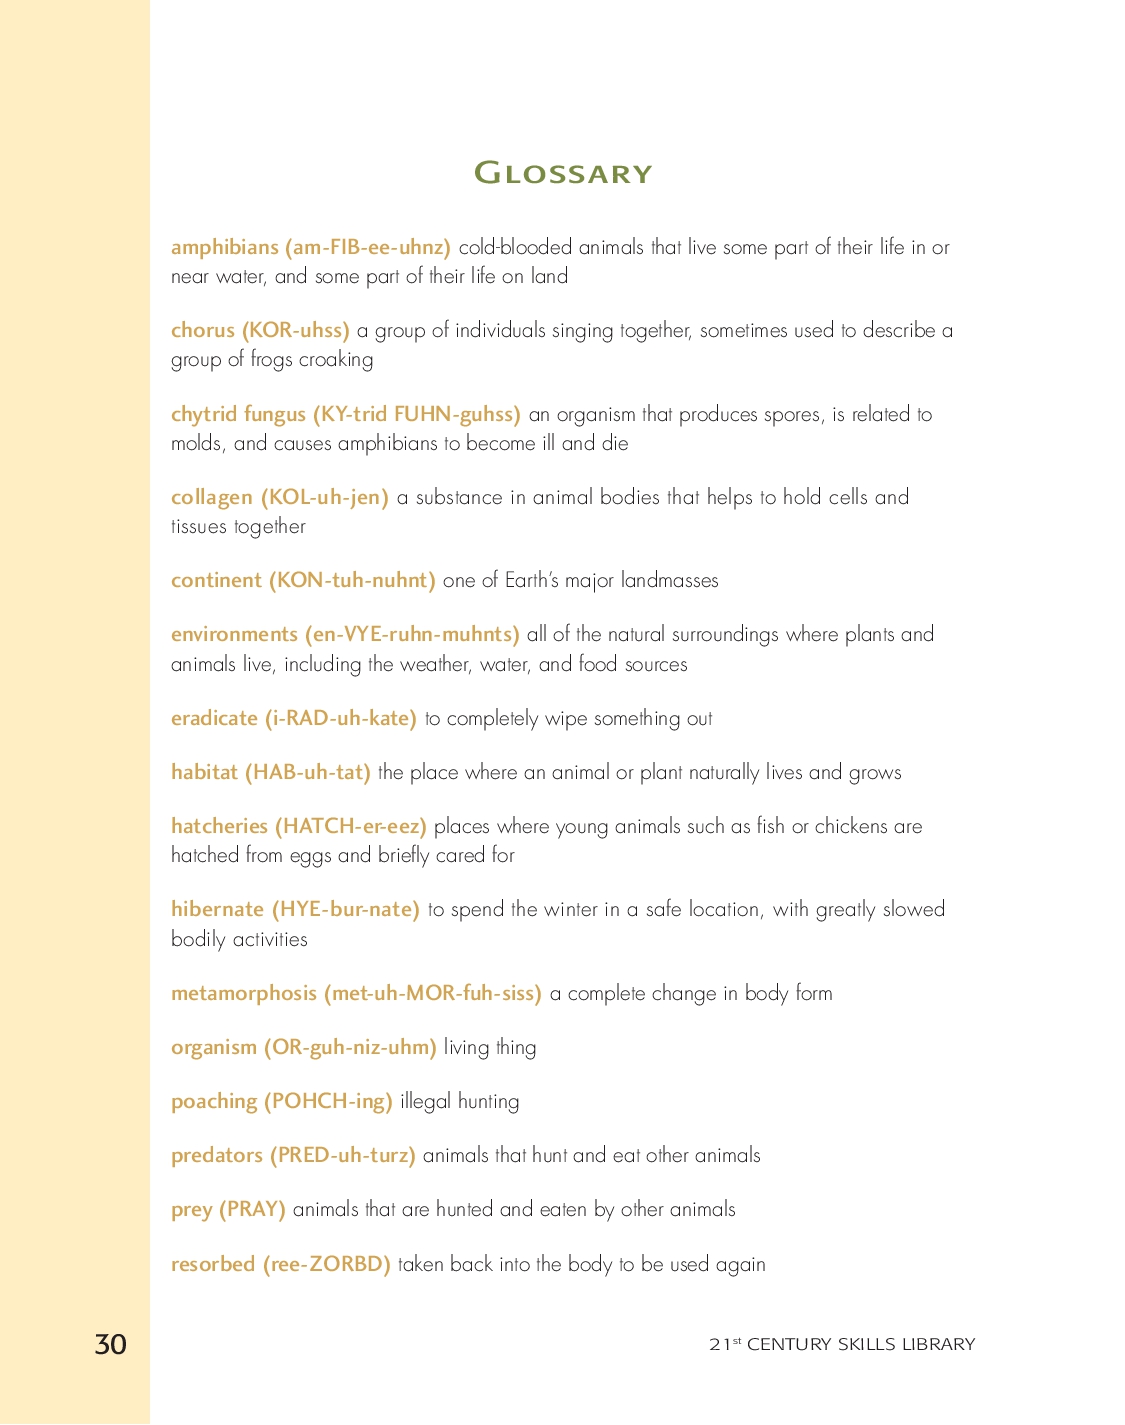 GLOSSARY
amphibians (am-FIB-ee-uhnz) cold-blooded animals that live some part of their life in or
near water, and some part of their life on land
chorus (KOR-uhss) a group of individuals singing together, sometimes used to describe a
group of frogs croaking
chytrid fungus (KY-trid FUHN-guhss) an organism that produces spores, is related to
molds, and causes amphibians to become ill and die
collagen (KOL-uh-jen) a substance in animal bodies that helps to hold cells and
tissues together
continent (KON-tuh-nuhnt) one of Earth’s major landmasses
environments (en-VYE-ruhn-muhnts) all of the natural surroundings where plants and
animals live, including the weather, water, and food sources
eradicate (i-RAD-uh-kate) to completely wipe something out
habitat (HAB-uh-tat) the place where an animal or plant naturally lives and grows
hatcheries (HATCH-er-eez) places where young animals such as fish or chickens are
hatched from eggs and briefly cared for
hibernate (HYE-bur-nate) to spend the winter in a safe location, with greatly slowed
bodily activities
metamorphosis (met-uh-MOR-fuh-siss) a complete change in body form
organism (OR-guh-niz-uhm) living thing
poaching (POHCH-ing) illegal hunting
predators (PRED-uh-turz) animals that hunt and eat other animals
prey (PRAY) animals that are hunted and eaten by other animals
resorbed (ree-ZORBD) taken back into the body to be used again
30
21st CENTURY SKILLS LIBRARY